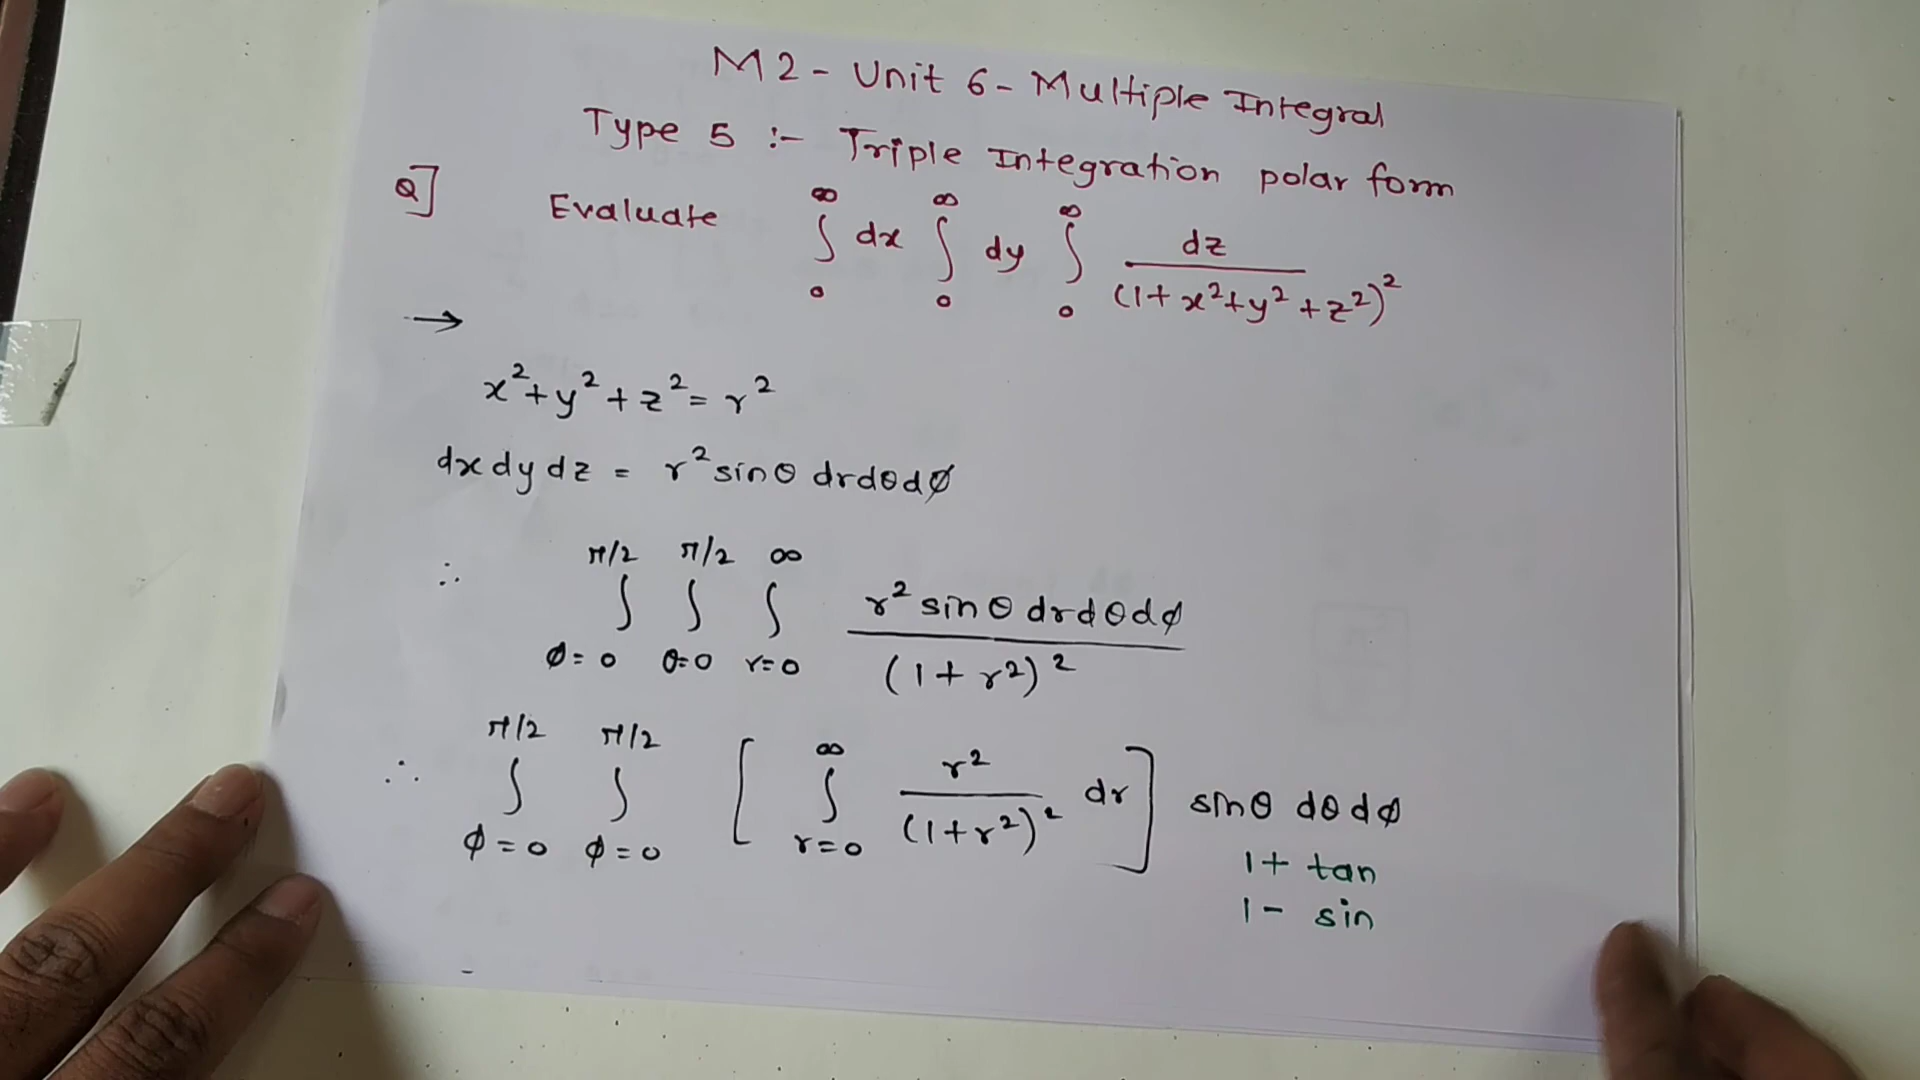 M2 - Unit 6 - Multiple Integral
Type 5 :- Triple Integration polar form
Q] Evaluate ∫₀^∞ dx ∫₀^∞ dy ∫₀^∞ dz / (1+x²+y²+z²)²
→
x²+y²+z² = r²
dx dy dz = r² sinθ dr dθ dϕ
∴ ∫_{ϕ=0}^{π/2} ∫_{θ=0}^{π/2} ∫_{r=0}^{∞} r² sinθ dr dθ dϕ / (1+r²)²
∴ ∫_{ϕ=0}^{π/2} ∫_{ϕ=0}^{π/2} [ ∫_{r=0}^{∞} r² / (1+r²)² dr ] sinθ dθ dϕ
1+ tan
1- sin